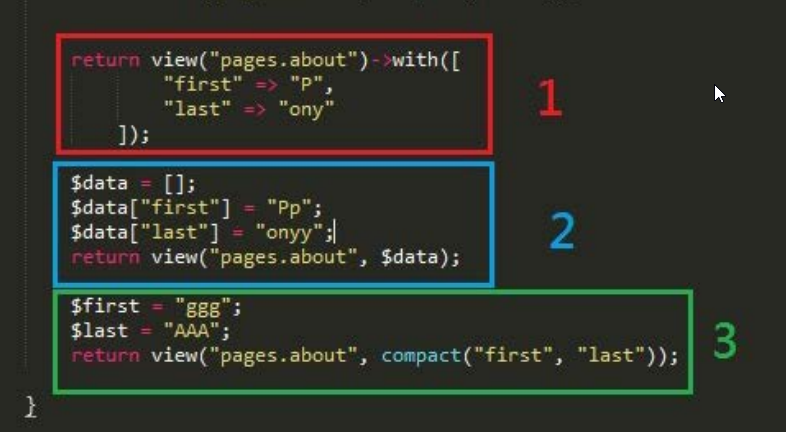 return view("pages.about")->with([
"first" => "P",
"last" => "ony"
]);
1
$data = [];
$data["first"] = "Pp";
$data["last"] = "onyy";
return view("pages.about", $data);
2
$first = "ggg";
$last = "AAA";
return view("pages.about", compact("first", "last"));
3
}